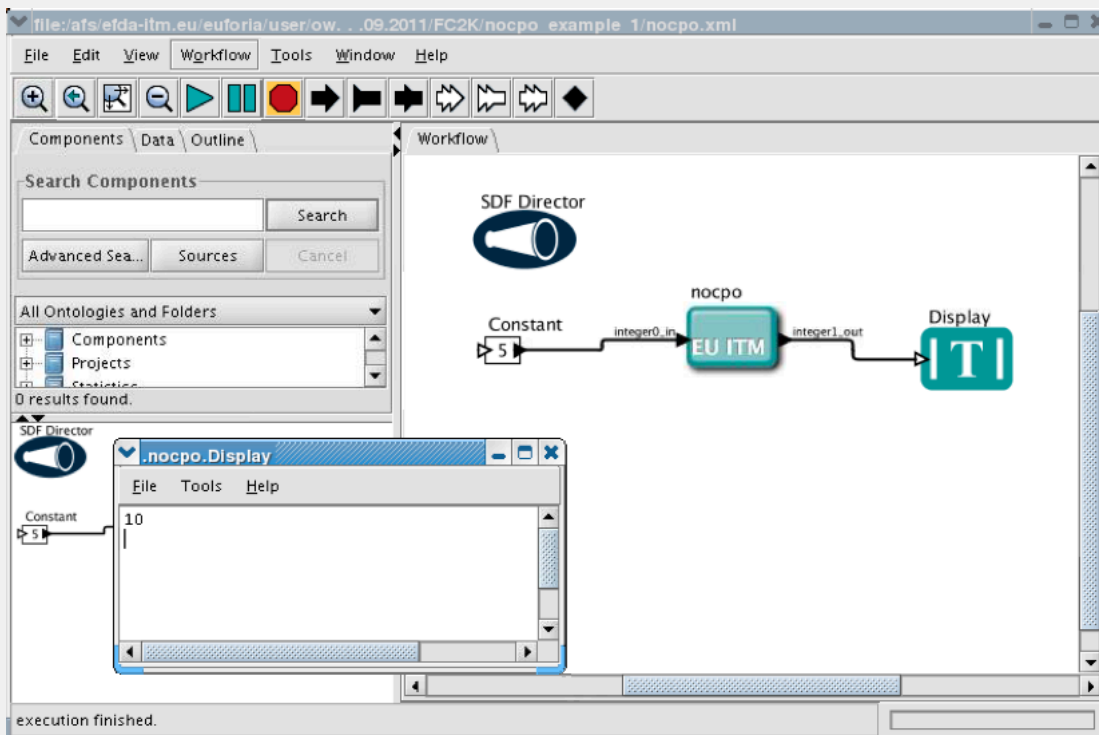 file:/afs/efda-itm.eu/euforia/user/ow. . .09.2011/FC2K/nocpo_example_1/nocpo.xml
File Edit View Workflow Tools Window Help
Components Data Outline
Workflow
Search Components
Search
Advanced Sea... Sources Cancel
All Ontologies and Folders
Components
Projects
Statistics
0 results found.
SDF Director
Constant
5
SDF Director
Constant
5
integer0_in
nocpo
EU ITM
integer1_out
Display
T
.nocpo.Display
File Tools Help
10
execution finished.